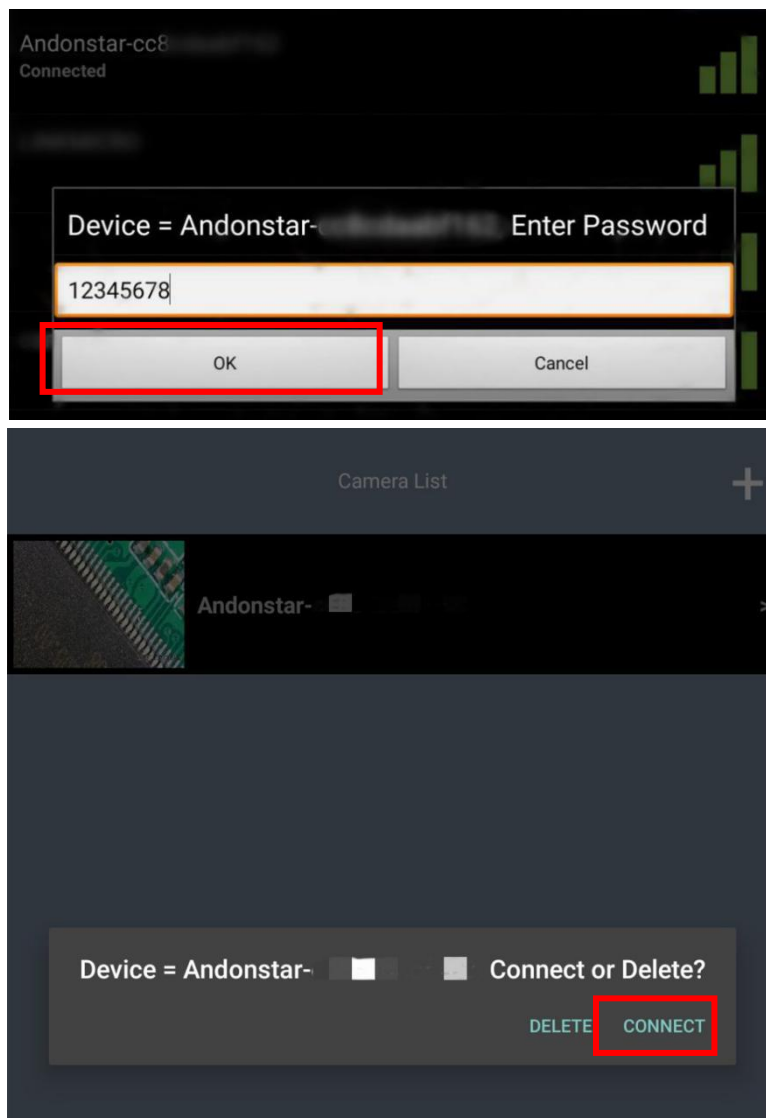 Andonstar-cc8
Connected
Device = Andonstar- Enter Password
12345678
OK
Cancel
Camera List
+
Andonstar-
>
Device = Andonstar- Connect or Delete?
DELETE
CONNECT